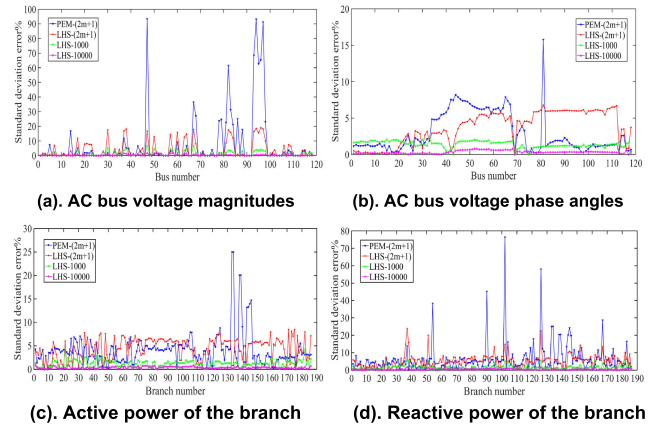 Standard deviation error%
100
90
80
70
60
50
40
30
20
10
0
0 10 20 30 40 50 60 70 80 90 100 110 120
Bus number
PEM-(2m+1)
LHS-(2m+1)
LHS-1000
LHS-10000
(a). AC bus voltage magnitudes
Standard deviation error%
20
15
10
5
0
0 10 20 30 40 50 60 70 80 90 100 110 120
Bus number
PEM-(2m+1)
LHS-(2m+1)
LHS-1000
LHS-10000
(b). AC bus voltage phase angles
Standard deviation error%
30
25
20
15
10
5
0
0 10 20 30 40 50 60 70 80 90 100 110 120 130 140 150 160 170 180 190
Branch number
PEM-(2m+1)
LHS-(2m+1)
LHS-1000
LHS-10000
(c). Active power of the branch
Standard deviation error%
80
70
60
50
40
30
20
10
0
0 10 20 30 40 50 60 70 80 90 100 110 120 130 140 150 160 170 180 190
Branch number
PEM-(2m+1)
LHS-(2m+1)
LHS-1000
LHS-10000
(d). Reactive power of the branch